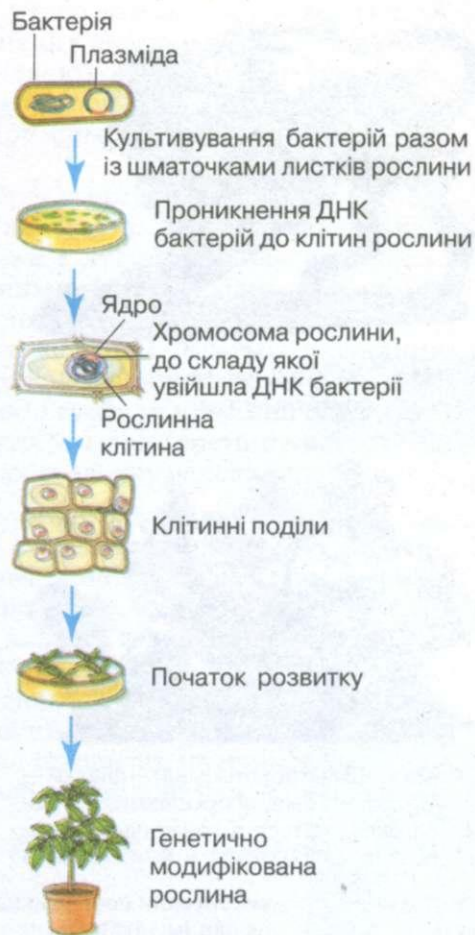 Бактерія
Плазміда
Культивування бактерій разом
із шматочками листків рослини
Проникнення ДНК
бактерій до клітин рослини
Ядро
Хромосома рослини,
до складу якої
увійшла ДНК бактерії
Рослинна
клітина
Клітинні поділи
Початок розвитку
Генетично
модифікована
рослина